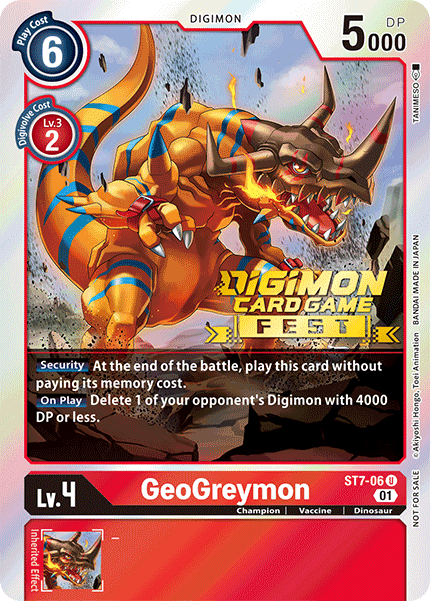 Play Cost
6
DIGIMON
5000
DP
Digivolve Cost
Lv.3
2
TANIMESO
DIGIMON
CARD GAME
FEST
Security At the end of the battle, play this card without
paying its memory cost.
On Play Delete 1 of your opponent's Digimon with 4000
DP or less.
©Akiyoshi Hongo, Toei Animation BANDAI MADE IN JAPAN
Lv.4
GeoGreymon
ST7-06 U
01
Champion | Vaccine | Dinosaur
NOT FOR SALE
Inherited Effect
–